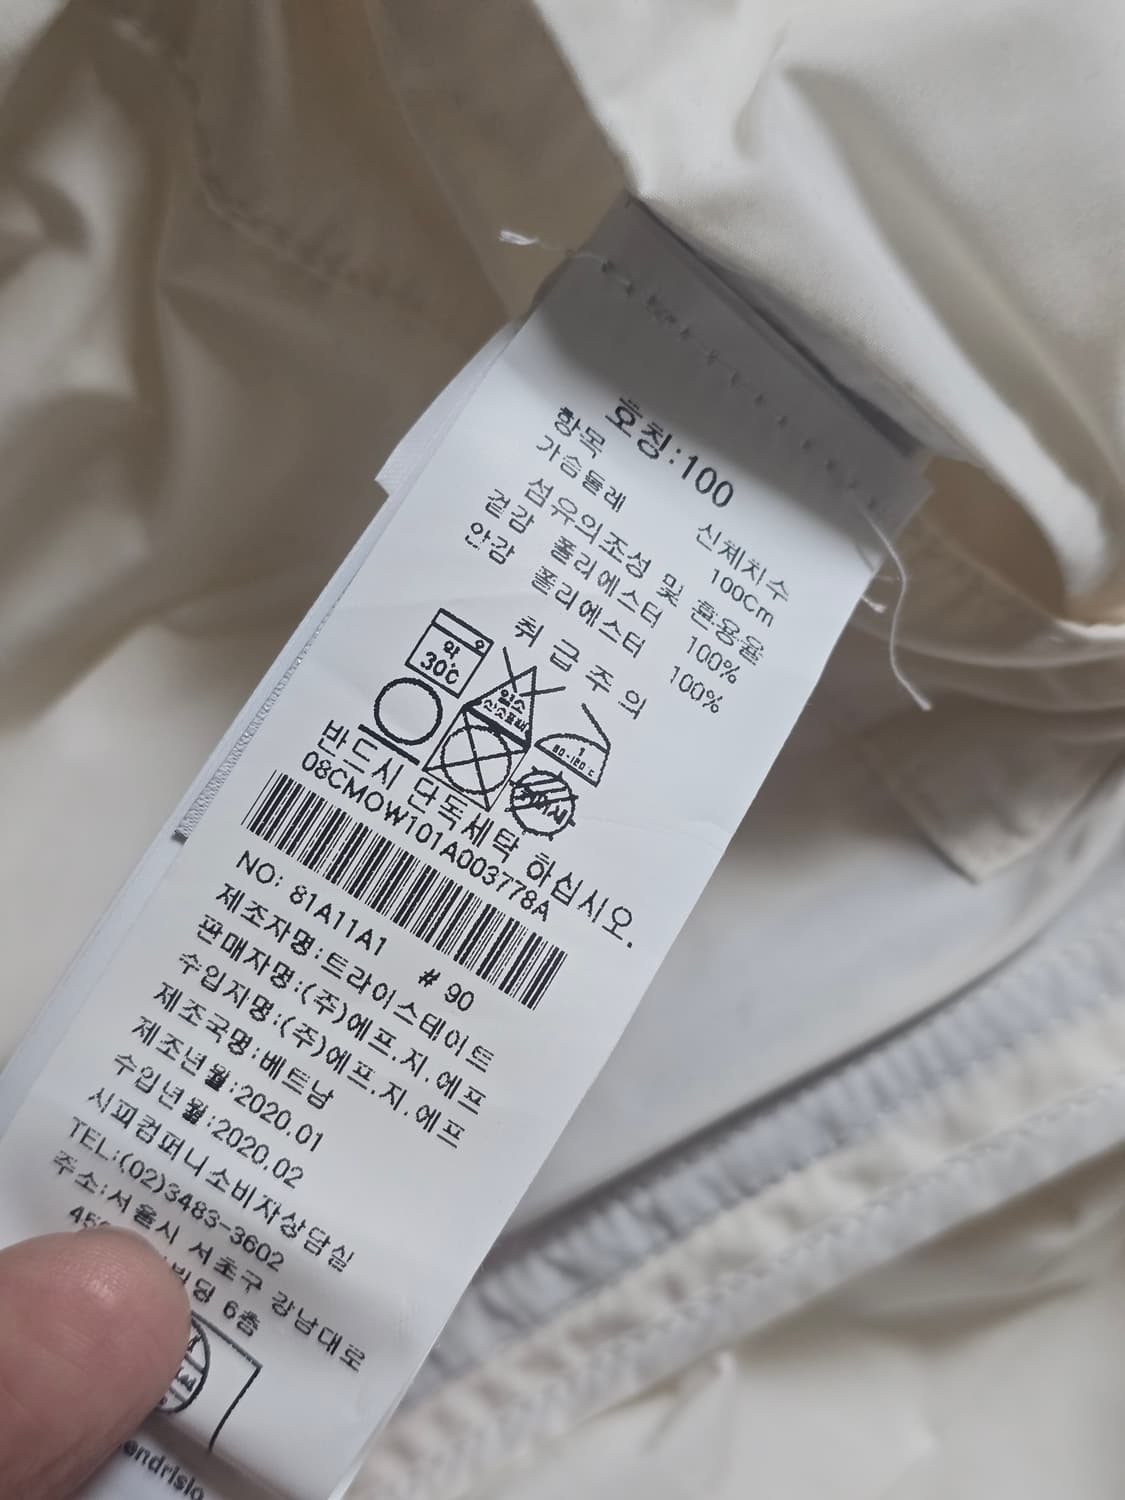 호칭:100
항목 신체치수
가슴둘레 100Cm
섬유의조성 및 혼용율
겉감 폴리에스터 100%
안감 폴리에스터 100%
취급주의
약
30℃
염소
산소표백
1
80-120℃
반드시 단독세탁 하십시오.
08CMOW101A003778A
NO: 81A11A1 # 90
제조자명:트라이스테이트
판매자명:(주)에프.지.에프
수입자명:(주)에프.지.에프
제조국명:베트남
제조년월:2020.01
수입년월:2020.02
시피컴퍼니소비자상담실
TEL:(02)3483-3602
주소:서울시 서초구 강남대로
빌딩 6층